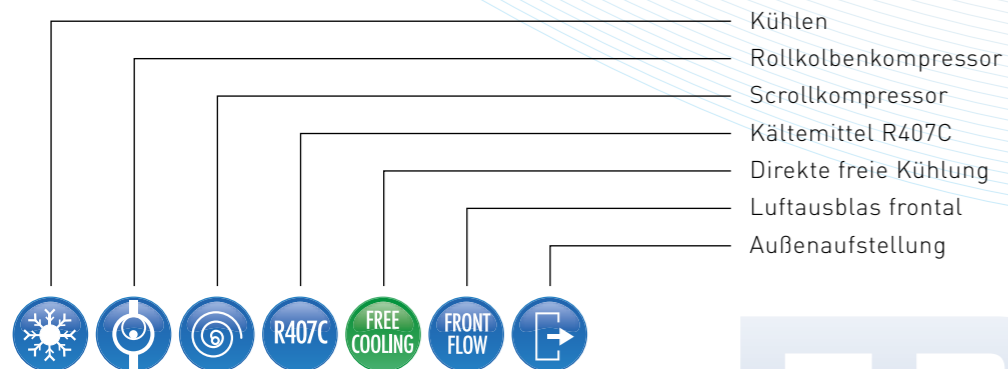 Kühlen
Rollkolbenkompressor
Scrollkompressor
Kältemittel R407C
Direkte freie Kühlung
Luftausblas frontal
Außenaufstellung
R407C
FREE
COOLING
FRONT
FLOW